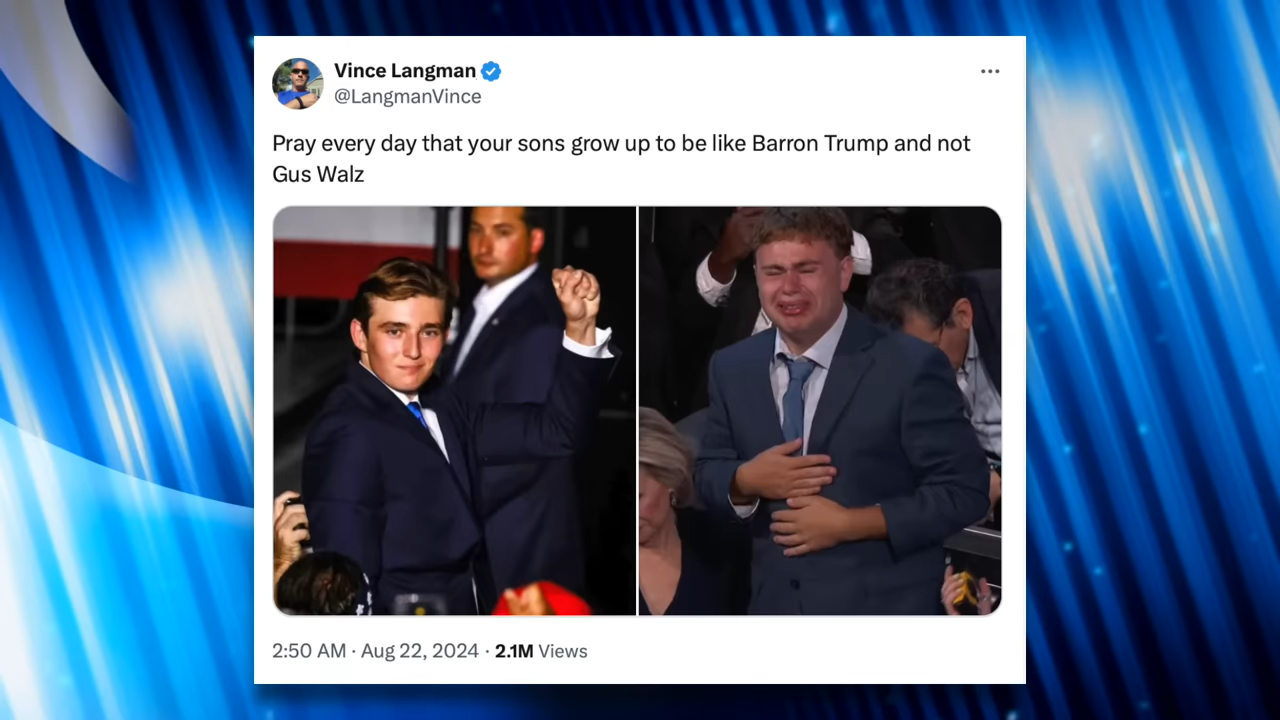 Vince Langman
@LangmanVince
Pray every day that your sons grow up to be like Barron Trump and not
Gus Walz
2:50 AM · Aug 22, 2024 · 2.1M Views